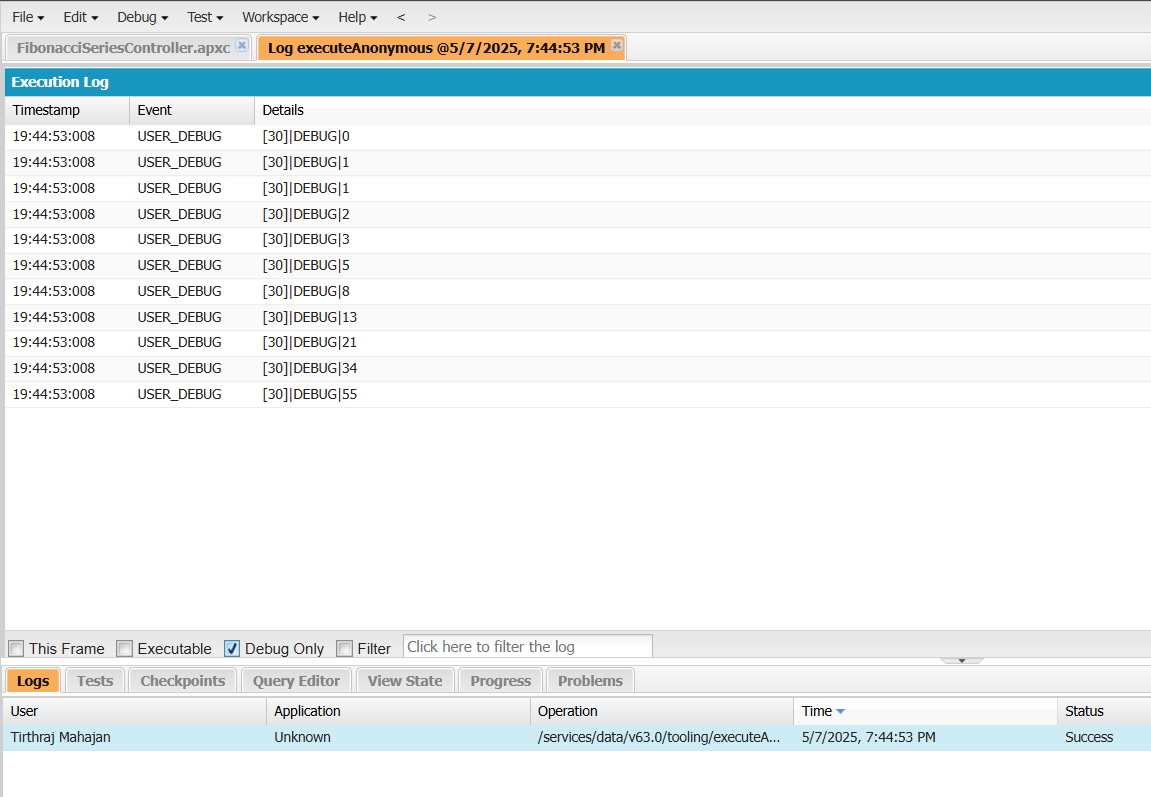 File Edit Debug Test Workspace Help < >
FibonacciSeriesController.apxc Log executeAnonymous @5/7/2025, 7:44:53 PM
Execution Log
Timestamp Event Details
19:44:53:008 USER_DEBUG [30]|DEBUG|0
19:44:53:008 USER_DEBUG [30]|DEBUG|1
19:44:53:008 USER_DEBUG [30]|DEBUG|1
19:44:53:008 USER_DEBUG [30]|DEBUG|2
19:44:53:008 USER_DEBUG [30]|DEBUG|3
19:44:53:008 USER_DEBUG [30]|DEBUG|5
19:44:53:008 USER_DEBUG [30]|DEBUG|8
19:44:53:008 USER_DEBUG [30]|DEBUG|13
19:44:53:008 USER_DEBUG [30]|DEBUG|21
19:44:53:008 USER_DEBUG [30]|DEBUG|34
19:44:53:008 USER_DEBUG [30]|DEBUG|55
This Frame Executable Debug Only Filter Click here to filter the log
Logs Tests Checkpoints Query Editor View State Progress Problems
User Application Operation Time Status
Tirthraj Mahajan Unknown /services/data/v63.0/tooling/executeA... 5/7/2025, 7:44:53 PM Success